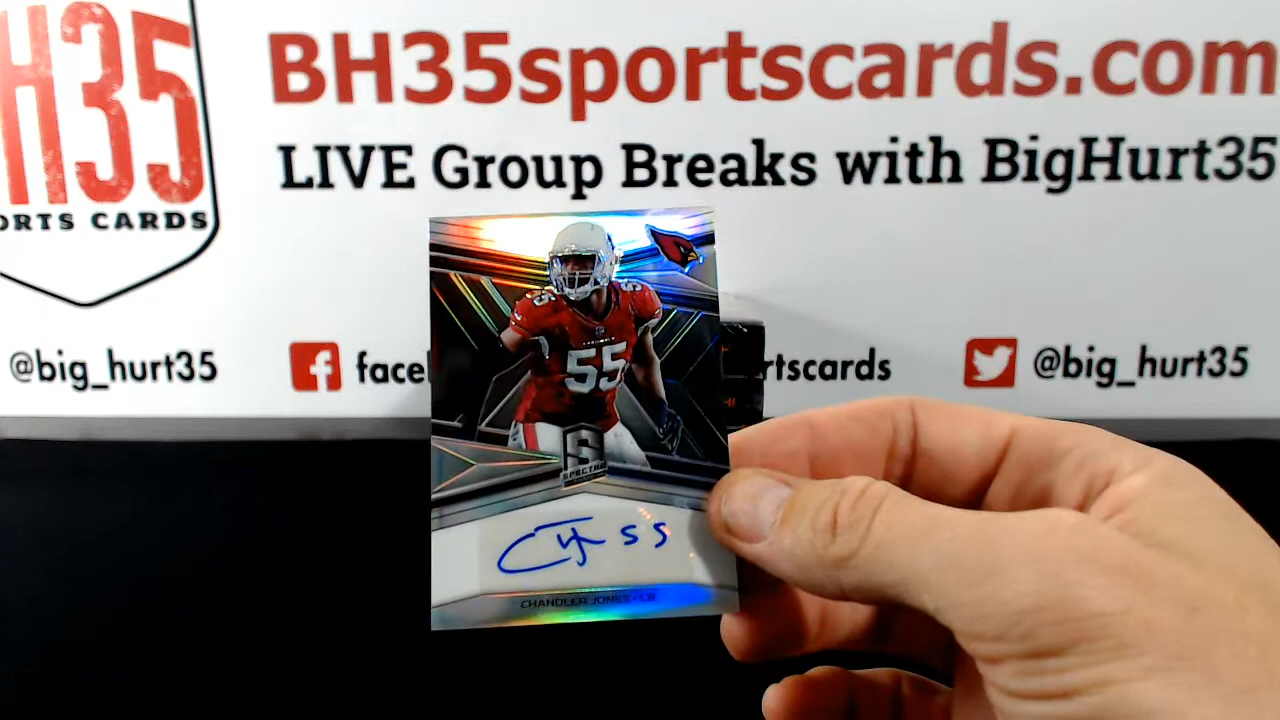 H35
ORTS CARDS
BH35sportscards.com
LIVE Group Breaks with BigHurt35
@big_hurt35
face
rtscards
@big_hurt35
55
55
SPECTRA
55
CHANDLER JONES • LB